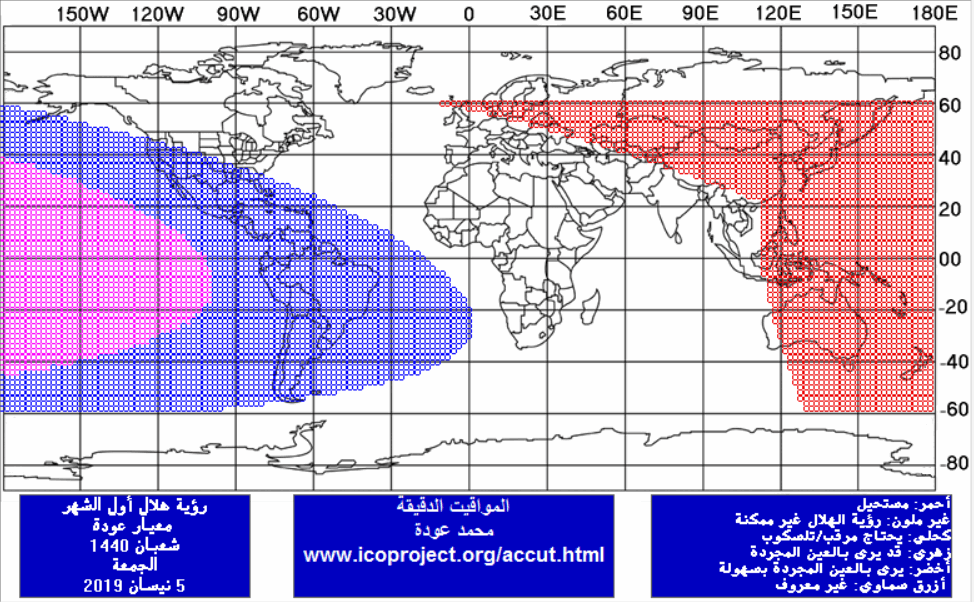 150W 120W 90W 60W 30W 0 30E 60E 90E 120E 150E 180E
80
60
40
20
00
-20
-40
-60
-80
رؤية هلال أول الشهر
معيار عودة
شعبان 1440
الجمعة
5 نيسان 2019
المواقيت الدقيقة
محمد عودة
www.icoproject.org/accut.html
أحمر: مستحيل
غير ملون: رؤية الهلال غير ممكنة
كحلي: يحتاج مرقب/تلسكوب
زهري: قد يرى بالعين المجردة
أخضر: يرى بالعين المجردة بسهولة
أزرق سماوي: غير معروف